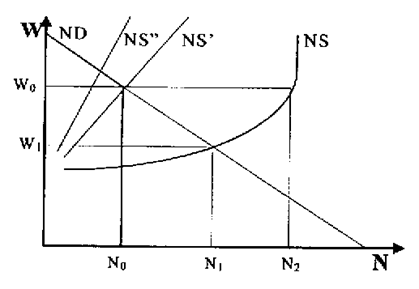 W ND NS" NS' NS
W₀
W₁
N₀ N₁ N₂ N